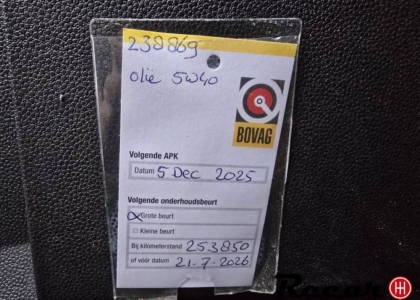 238869
olie 5W40
BOVAG
Volgende APK
Datum 5 Dec 2025
Volgende onderhoudsbeurt
Grote beurt
Kleine beurt
Bij kilometerstand 253850
of vóór datum 21-7-2026